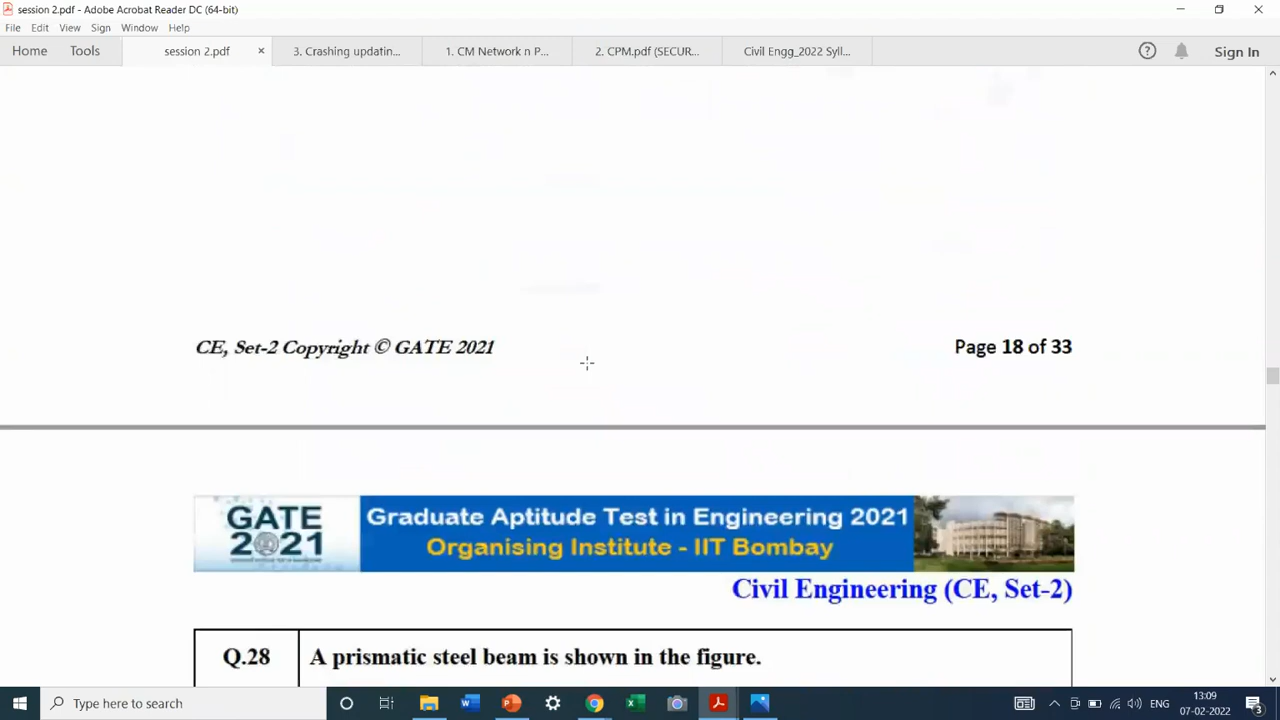 session 2.pdf - Adobe Acrobat Reader DC (64-bit)
File Edit View Sign Window Help
Home Tools session 2.pdf × 3. Crashing updatin... 1. CM Network n P... 2. CPM.pdf (SECUR... Civil Engg_2022 Syll... Sign In
CE, Set-2 Copyright © GATE 2021 Page 18 of 33
GATE 2021
Graduate Aptitude Test in Engineering 2021
Organising Institute - IIT Bombay
Civil Engineering (CE, Set-2)
Q.28 A prismatic steel beam is shown in the figure.
Type here to search ENG 13:09
07-02-2022 3